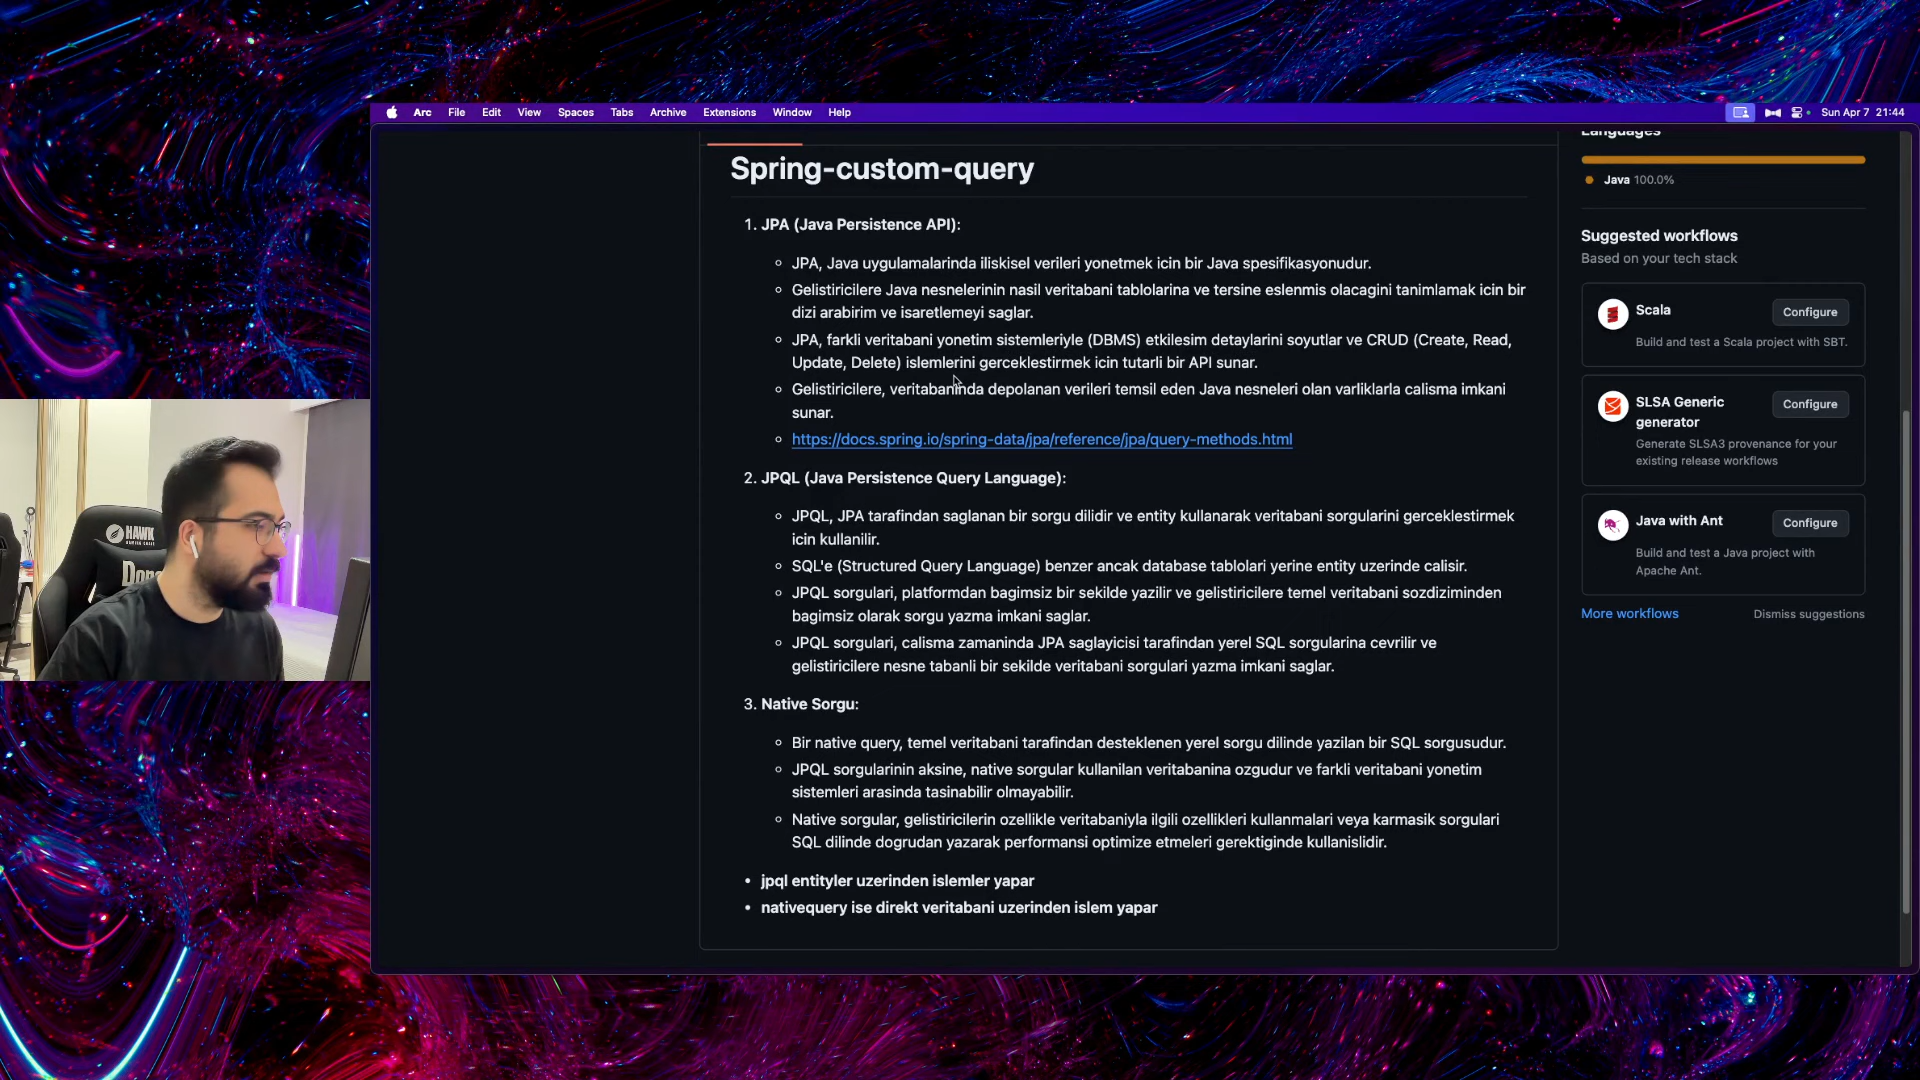 Arc File Edit View Spaces Tabs Archive Extensions Window Help
Sun Apr 7 21:44
Spring-custom-query
1. JPA (Java Persistence API):
JPA, Java uygulamalarinda iliskisel verileri yonetmek icin bir Java spesifikasyonudur.
Gelistiricilere Java nesnelerinin nasil veritabani tablolarina ve tersine eslenmis olacagini tanimlamak icin bir
dizi arabirim ve isaretlemeyi saglar.
JPA, farkli veritabani yonetim sistemleriyle (DBMS) etkilesim detaylarini soyutlar ve CRUD (Create, Read,
Update, Delete) islemlerini gerceklestirmek icin tutarli bir API sunar.
Gelistiricilere, veritabaninda depolanan verileri temsil eden Java nesneleri olan varliklarla calisma imkani
sunar.
https://docs.spring.io/spring-data/jpa/reference/jpa/query-methods.html
2. JPQL (Java Persistence Query Language):
JPQL, JPA tarafindan saglanan bir sorgu dilidir ve entity kullanarak veritabani sorgularini gerceklestirmek
icin kullanilir.
SQL'e (Structured Query Language) benzer ancak database tablolari yerine entity uzerinde calisir.
JPQL sorgulari, platformdan bagimsiz bir sekilde yazilir ve gelistiricilere temel veritabani sozdiziminden
bagimsiz olarak sorgu yazma imkani saglar.
JPQL sorgulari, calisma zamaninda JPA saglayicisi tarafindan yerel SQL sorgularina cevrilir ve
gelistiricilere nesne tabanli bir sekilde veritabani sorgulari yazma imkani saglar.
3. Native Sorgu:
Bir native query, temel veritabani tarafindan desteklenen yerel sorgu dilinde yazilan bir SQL sorgusudur.
JPQL sorgularinin aksine, native sorgular kullanilan veritabanina ozgudur ve farkli veritabani yonetim
sistemleri arasinda tasinabilir olmayabilir.
Native sorgular, gelistiricilerin ozellikle veritabaniyla ilgili ozellikleri kullanmalari veya karmasik sorgulari
SQL dilinde dogrudan yazarak performansi optimize etmeleri gerektiginde kullanislidir.
• jpql entityler uzerinden islemler yapar
• nativequery ise direkt veritabani uzerinden islem yapar
Languages
Java 100.0%
Suggested workflows
Based on your tech stack
Scala
Configure
Build and test a Scala project with SBT.
SLSA Generic
generator
Configure
Generate SLSA3 provenance for your
existing release workflows
Java with Ant
Configure
Build and test a Java project with
Apache Ant.
More workflows
Dismiss suggestions
HAWK